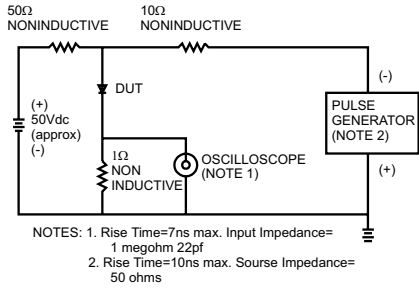 50Ω
NONINDUCTIVE
10Ω
NONINDUCTIVE
(+)
50Vdc
(approx)
(-)
DUT
1Ω
NON
INDUCTIVE
OSCILLOSCOPE
(NOTE 1)
(-)
PULSE
GENERATOR
(NOTE 2)
(+)
NOTES: 1. Rise Time=7ns max. Input Impedance=
1 megohm 22pf
2. Rise Time=10ns max. Sourse Impedance=
50 ohms